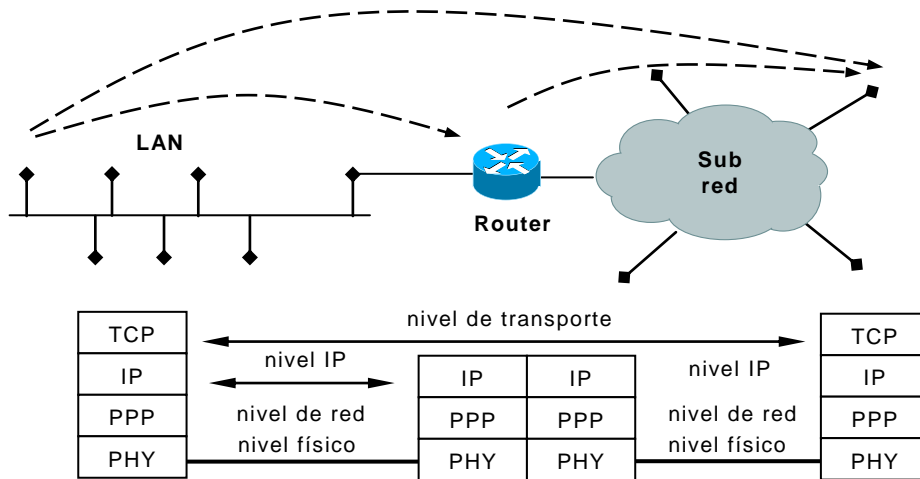 LAN
Sub
red
Router
nivel de transporte
TCP
IP
PPP
PHY
nivel IP
nivel de red
nivel físico
IP IP
PPP PPP
PHY PHY
nivel IP
nivel de red
nivel físico
TCP
IP
PPP
PHY